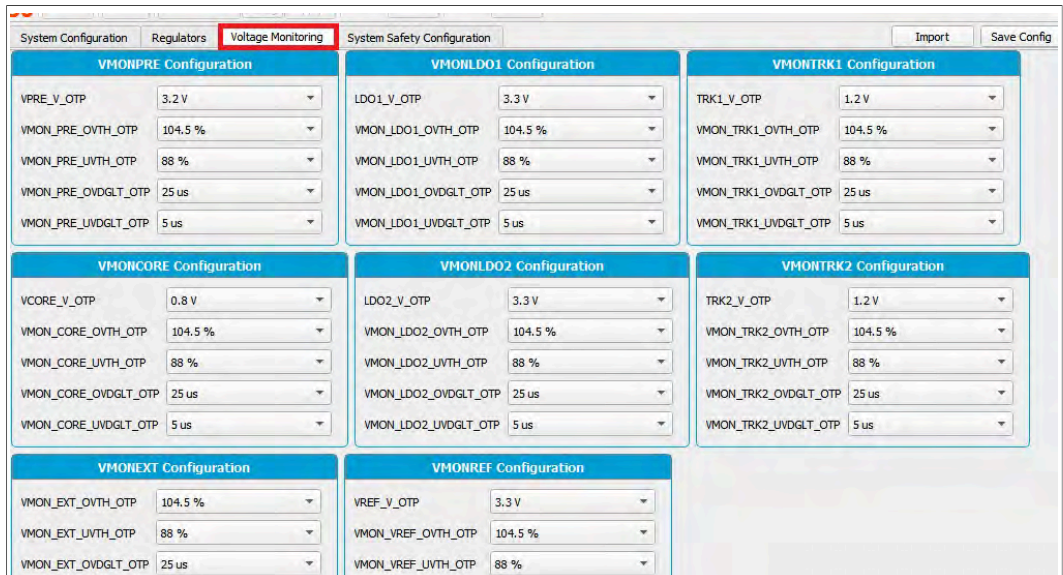 System Configuration Regulators Voltage Monitoring System Safety Configuration Import Save Config
VMONPRE Configuration
VPRE_V_OTP 3.2 V
VMON_PRE_OVTH_OTP 104.5 %
VMON_PRE_UVTH_OTP 88 %
VMON_PRE_OVDGLT_OTP 25 us
VMON_PRE_UVDGLT_OTP 5 us
VMONLDO1 Configuration
LDO1_V_OTP 3.3 V
VMON_LDO1_OVTH_OTP 104.5 %
VMON_LDO1_UVTH_OTP 88 %
VMON_LDO1_OVDGLT_OTP 25 us
VMON_LDO1_UVDGLT_OTP 5 us
VMONTRK1 Configuration
TRK1_V_OTP 1.2 V
VMON_TRK1_OVTH_OTP 104.5 %
VMON_TRK1_UVTH_OTP 88 %
VMON_TRK1_OVDGLT_OTP 25 us
VMON_TRK1_UVDGLT_OTP 5 us
VMONCORE Configuration
VCORE_V_OTP 0.8 V
VMON_CORE_OVTH_OTP 104.5 %
VMON_CORE_UVTH_OTP 88 %
VMON_CORE_OVDGLT_OTP 25 us
VMON_CORE_UVDGLT_OTP 5 us
VMONLDO2 Configuration
LDO2_V_OTP 3.3 V
VMON_LDO2_OVTH_OTP 104.5 %
VMON_LDO2_UVTH_OTP 88 %
VMON_LDO2_OVDGLT_OTP 25 us
VMON_LDO2_UVDGLT_OTP 5 us
VMONTRK2 Configuration
TRK2_V_OTP 1.2 V
VMON_TRK2_OVTH_OTP 104.5 %
VMON_TRK2_UVTH_OTP 88 %
VMON_TRK2_OVDGLT_OTP 25 us
VMON_TRK2_UVDGLT_OTP 5 us
VMONEXT Configuration
VMON_EXT_OVTH_OTP 104.5 %
VMON_EXT_UVTH_OTP 88 %
VMON_EXT_OVDGLT_OTP 25 us
VMONREF Configuration
VREF_V_OTP 3.3 V
VMON_VREF_OVTH_OTP 104.5 %
VMON_VREF_UVTH_OTP 88 %